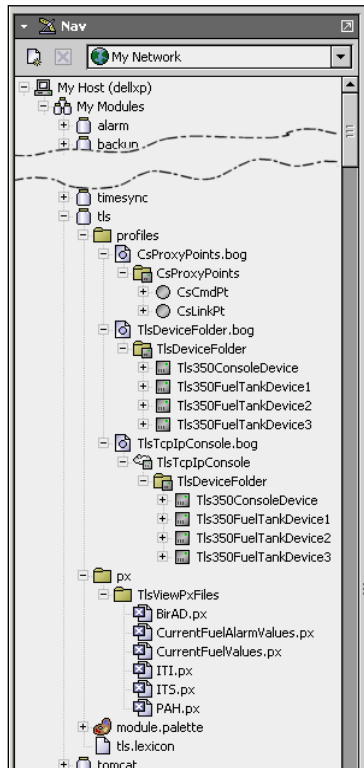 Nav
My Network
My Host (dellxp)
My Modules
alarm
backup
timesync
tls
profiles
CsProxyPoints.bog
CsProxyPoints
CsCmdPt
CsLinkPt
TlsDeviceFolder.bog
TlsDeviceFolder
Tls350ConsoleDevice
Tls350FuelTankDevice1
Tls350FuelTankDevice2
Tls350FuelTankDevice3
TlsTcpIpConsole.bog
TlsTcpIpConsole
TlsDeviceFolder
Tls350ConsoleDevice
Tls350FuelTankDevice1
Tls350FuelTankDevice2
Tls350FuelTankDevice3
px
TlsViewPxFiles
BirAD.px
CurrentFuelAlarmValues.px
CurrentFuelValues.px
ITI.px
ITS.px
PAH.px
module.palette
tls.lexicon
tomcat